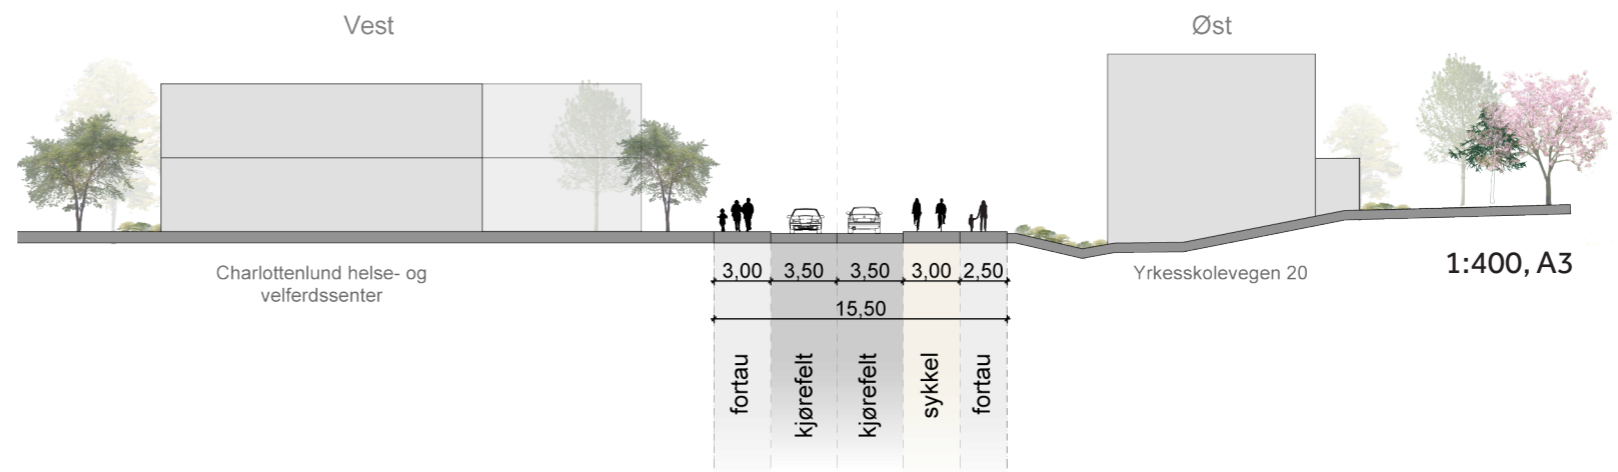 Vest
Øst
Charlottenlund helse- og
velferdssenter
3,00 3,50 3,50 3,00 2,50
15,50
Yrkesskolevegen 20
1:400, A3
fortau
kjørefelt
kjørefelt
sykkel
fortau